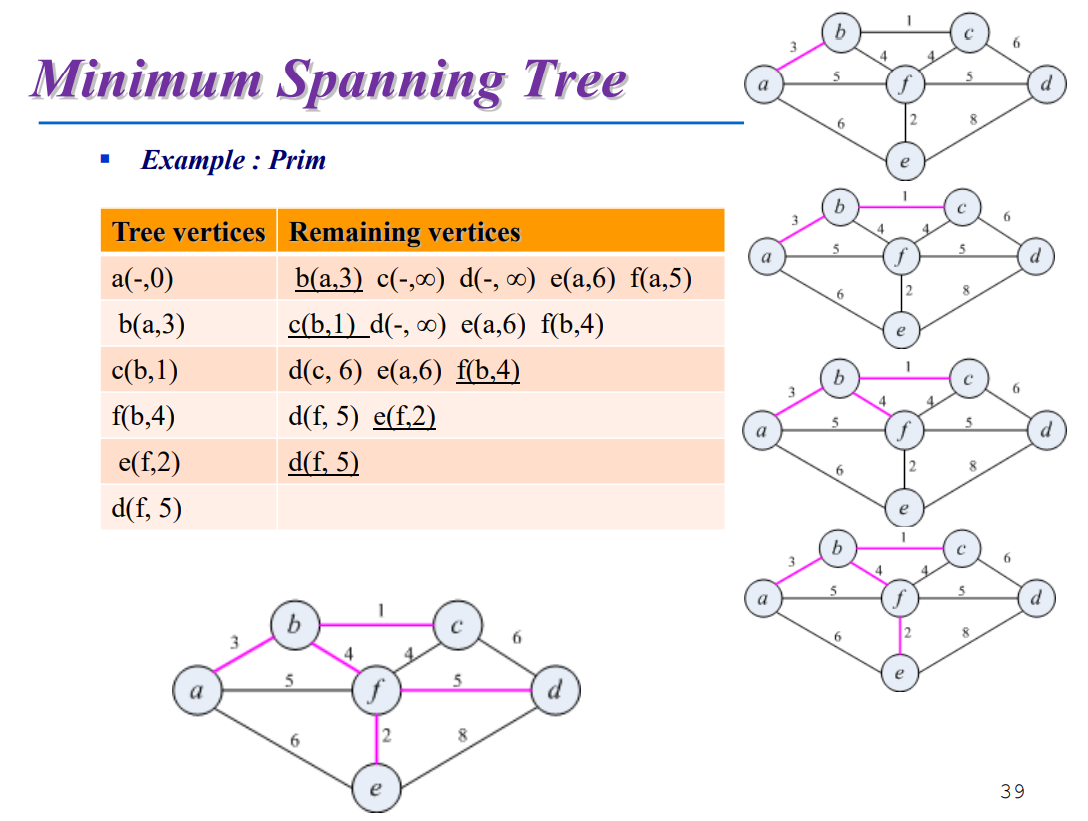 Minimum Spanning Tree
▪ Example : Prim
Tree vertices Remaining vertices
a(-,0) b(a,3) c(-,∞) d(-, ∞) e(a,6) f(a,5)
b(a,3) c(b,1) d(-, ∞) e(a,6) f(b,4)
c(b,1) d(c, 6) e(a,6) f(b,4)
f(b,4) d(f, 5) e(f,2)
e(f,2) d(f, 5)
d(f, 5)
1
b c
3 4 4 6
a 5 f 5 d
6 2 8
e
1
b c
3 4 4 6
a 5 f 5 d
6 2 8
e
1
b c
3 4 4 6
a 5 f 5 d
6 2 8
e
1
b c
3 4 4 6
a 5 f 5 d
6 2 8
e
1
b c
3 4 4 6
a 5 f 5 d
6 2 8
e
39